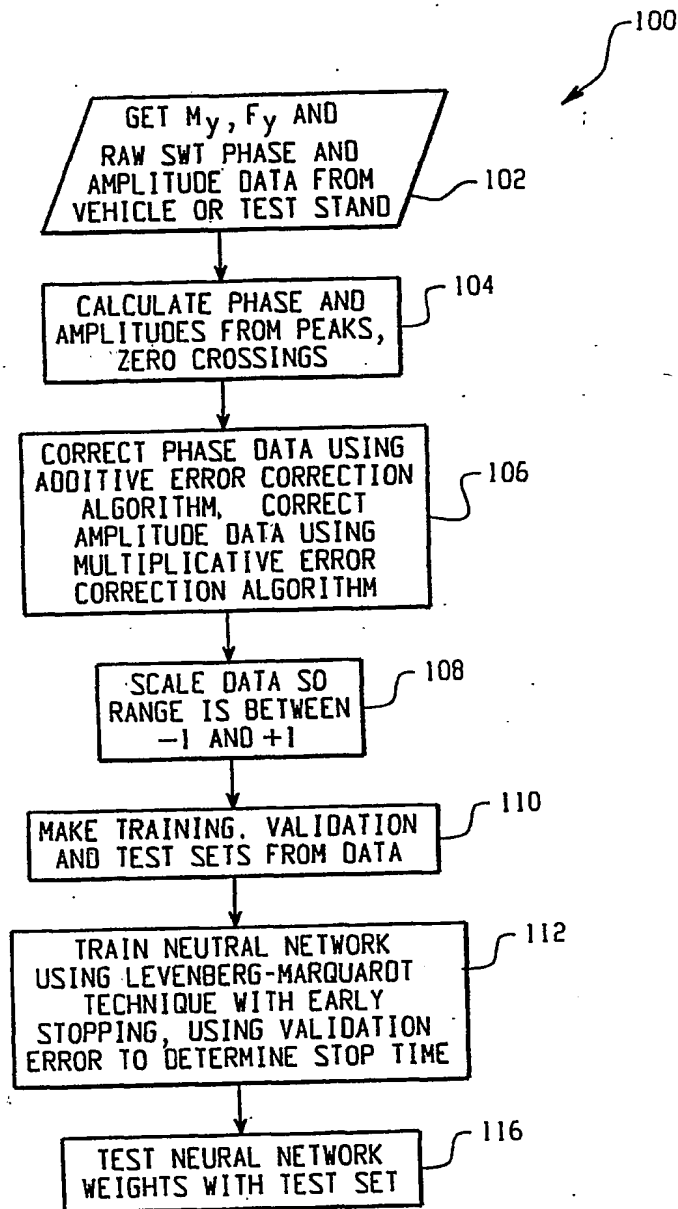 100
GET My, Fy AND
RAW SWT PHASE AND
AMPLITUDE DATA FROM
VEHICLE OR TEST STAND
102
CALCULATE PHASE AND
AMPLITUDES FROM PEAKS,
ZERO CROSSINGS
104
CORRECT PHASE DATA USING
ADDITIVE ERROR CORRECTION
ALGORITHM, CORRECT
AMPLITUDE DATA USING
MULTIPLICATIVE ERROR
CORRECTION ALGORITHM
106
SCALE DATA SO
RANGE IS BETWEEN
-1 AND +1
108
MAKE TRAINING. VALIDATION
AND TEST SETS FROM DATA
110
TRAIN NEUTRAL NETWORK
USING LEVENBERG-MARQUARDT
TECHNIQUE WITH EARLY
STOPPING, USING VALIDATION
ERROR TO DETERMINE STOP TIME
112
TEST NEURAL NETWORK
WEIGHTS WITH TEST SET
116